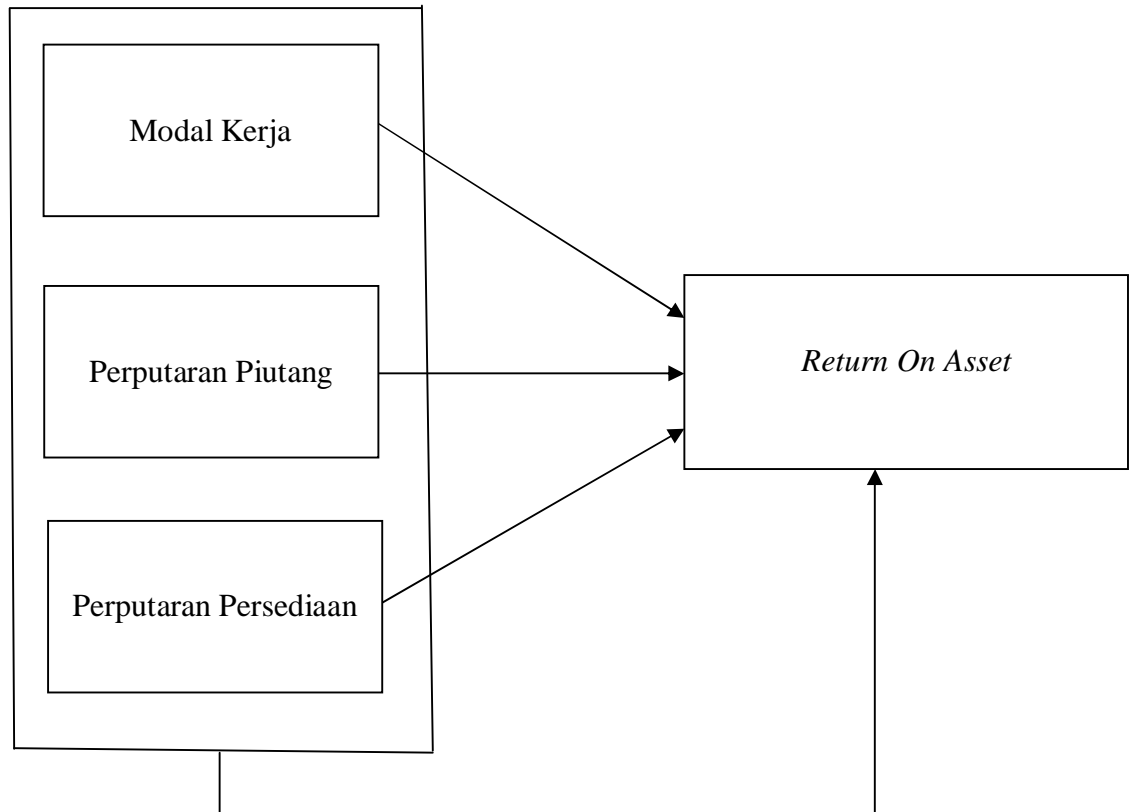 Modal Kerja
Perputaran Piutang
Return On Asset
Perputaran Persediaan